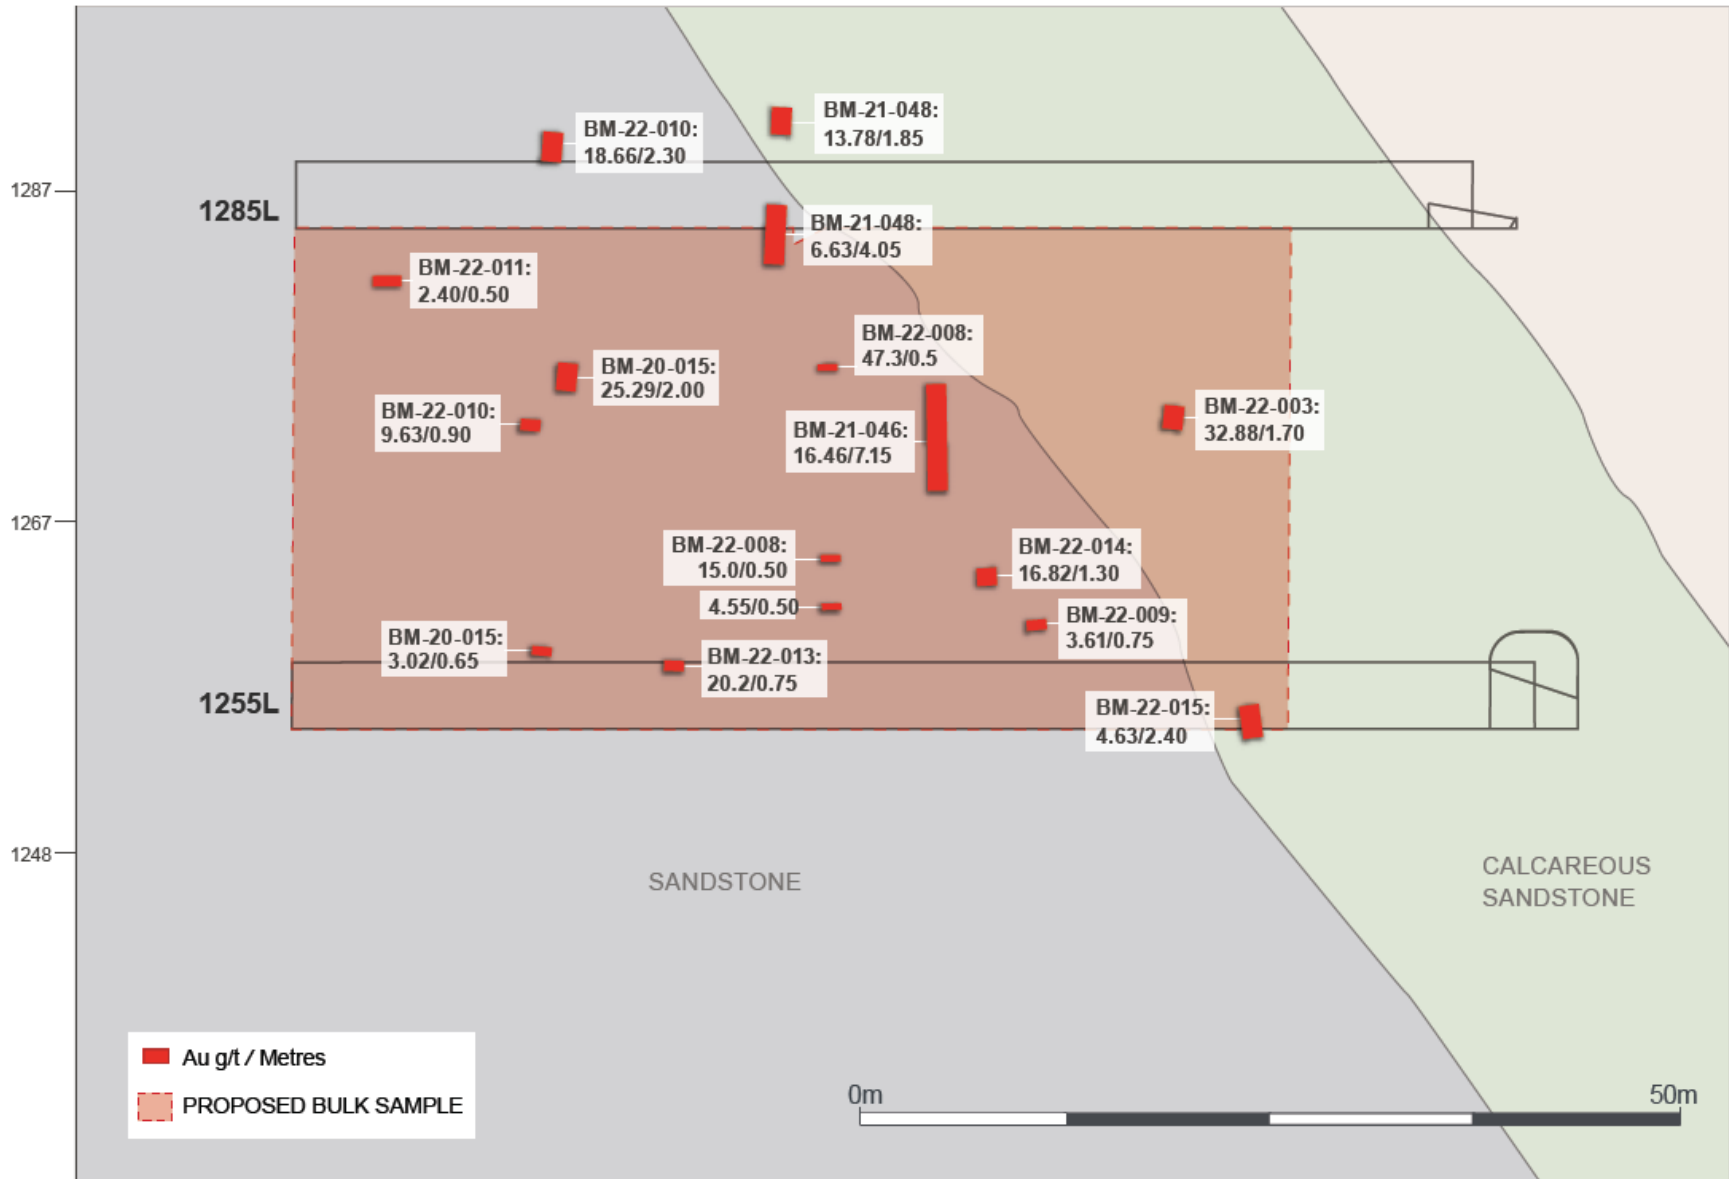 BM-21-048:
13.78/1.85
BM-22-010:
18.66/2.30
1287
1285L
BM-21-048:
6.63/4.05
BM-22-011:
2.40/0.50
BM-22-008:
47.3/0.5
BM-20-015:
25.29/2.00
BM-22-010:
9.63/0.90
BM-21-046:
16.46/7.15
BM-22-003:
32.88/1.70
1267
BM-22-008:
15.0/0.50
4.55/0.50
BM-22-014:
16.82/1.30
BM-22-009:
3.61/0.75
BM-20-015:
3.02/0.65
BM-22-013:
20.2/0.75
1255L
BM-22-015:
4.63/2.40
1248
SANDSTONE
CALCAREOUS
SANDSTONE
Au g/t / Metres
PROPOSED BULK SAMPLE
0m
50m